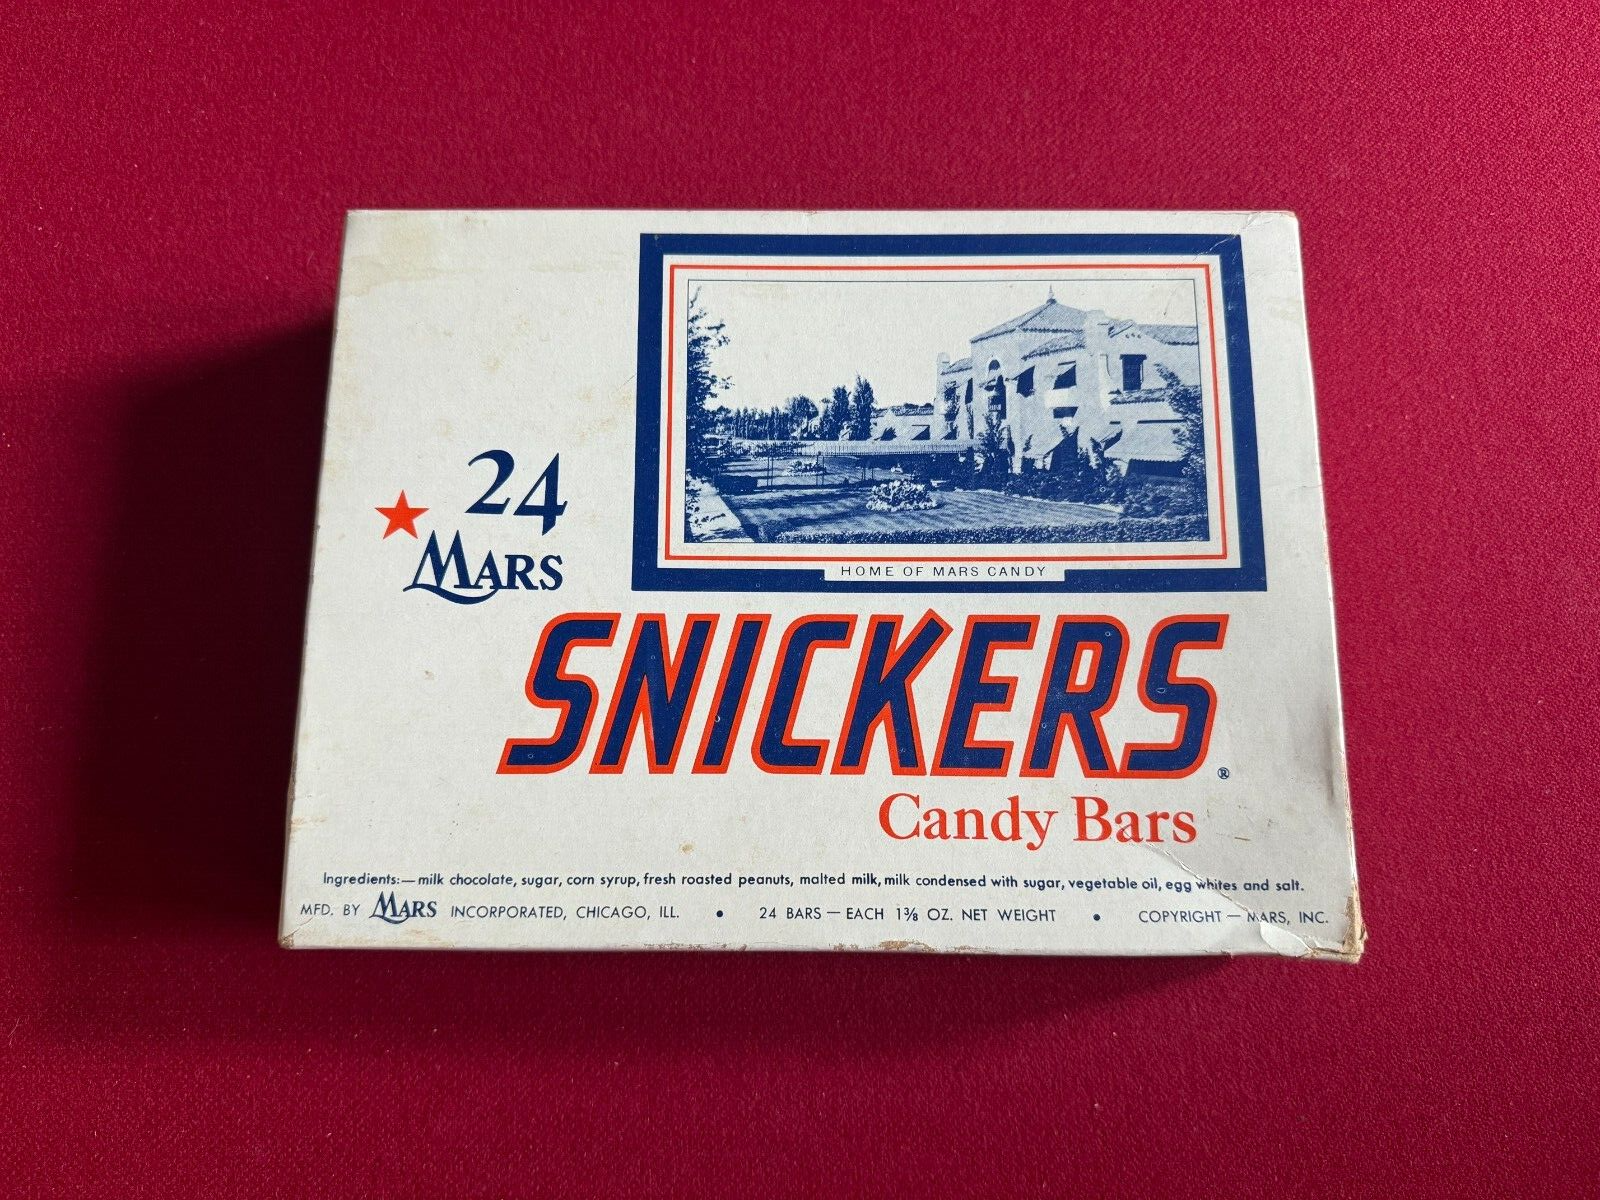 HOME OF MARS CANDY
24
MARS
SNICKERS®
Candy Bars
Ingredients:— milk chocolate, sugar, corn syrup, fresh roasted peanuts, malted milk, milk condensed with sugar, vegetable oil, egg whites and salt.
MFD. BY MARS INCORPORATED, CHICAGO, ILL. • 24 BARS — EACH 1⅜ OZ. NET WEIGHT • COPYRIGHT — MARS, INC.